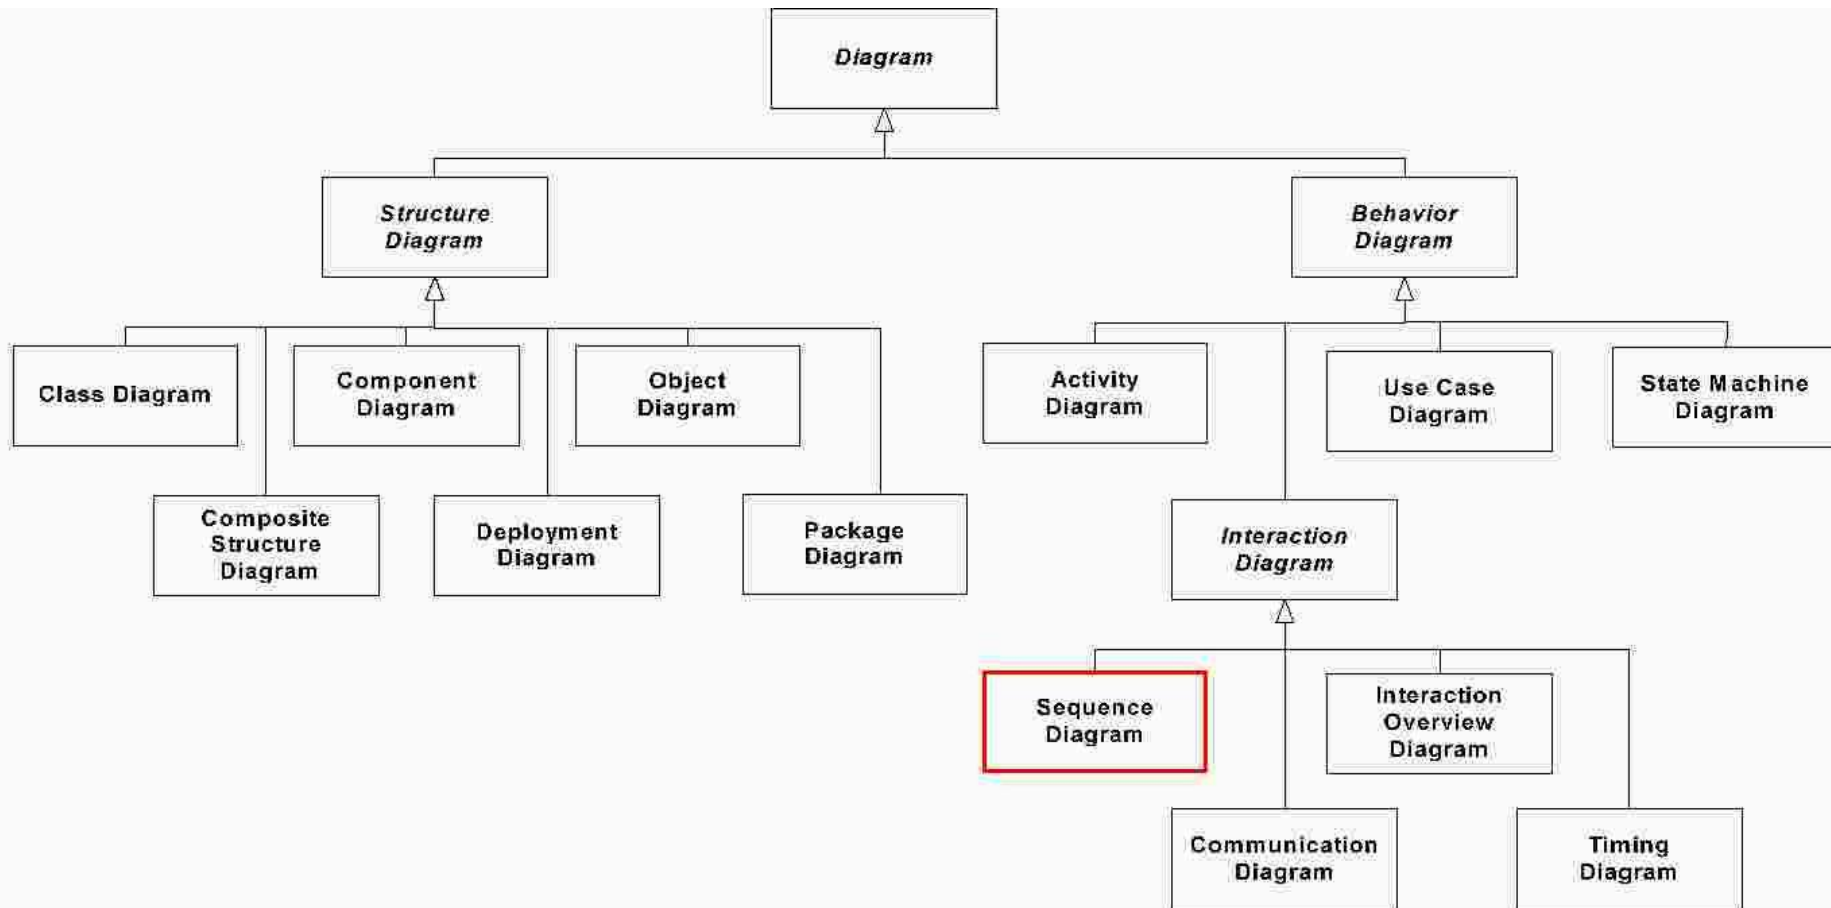 Diagram
Structure
Diagram
Behavior
Diagram
Class Diagram
Component
Diagram
Object
Diagram
Activity
Diagram
Use Case
Diagram
State Machine
Diagram
Composite
Structure
Diagram
Deployment
Diagram
Package
Diagram
Interaction
Diagram
Sequence
Diagram
Interaction
Overview
Diagram
Communication
Diagram
Timing
Diagram